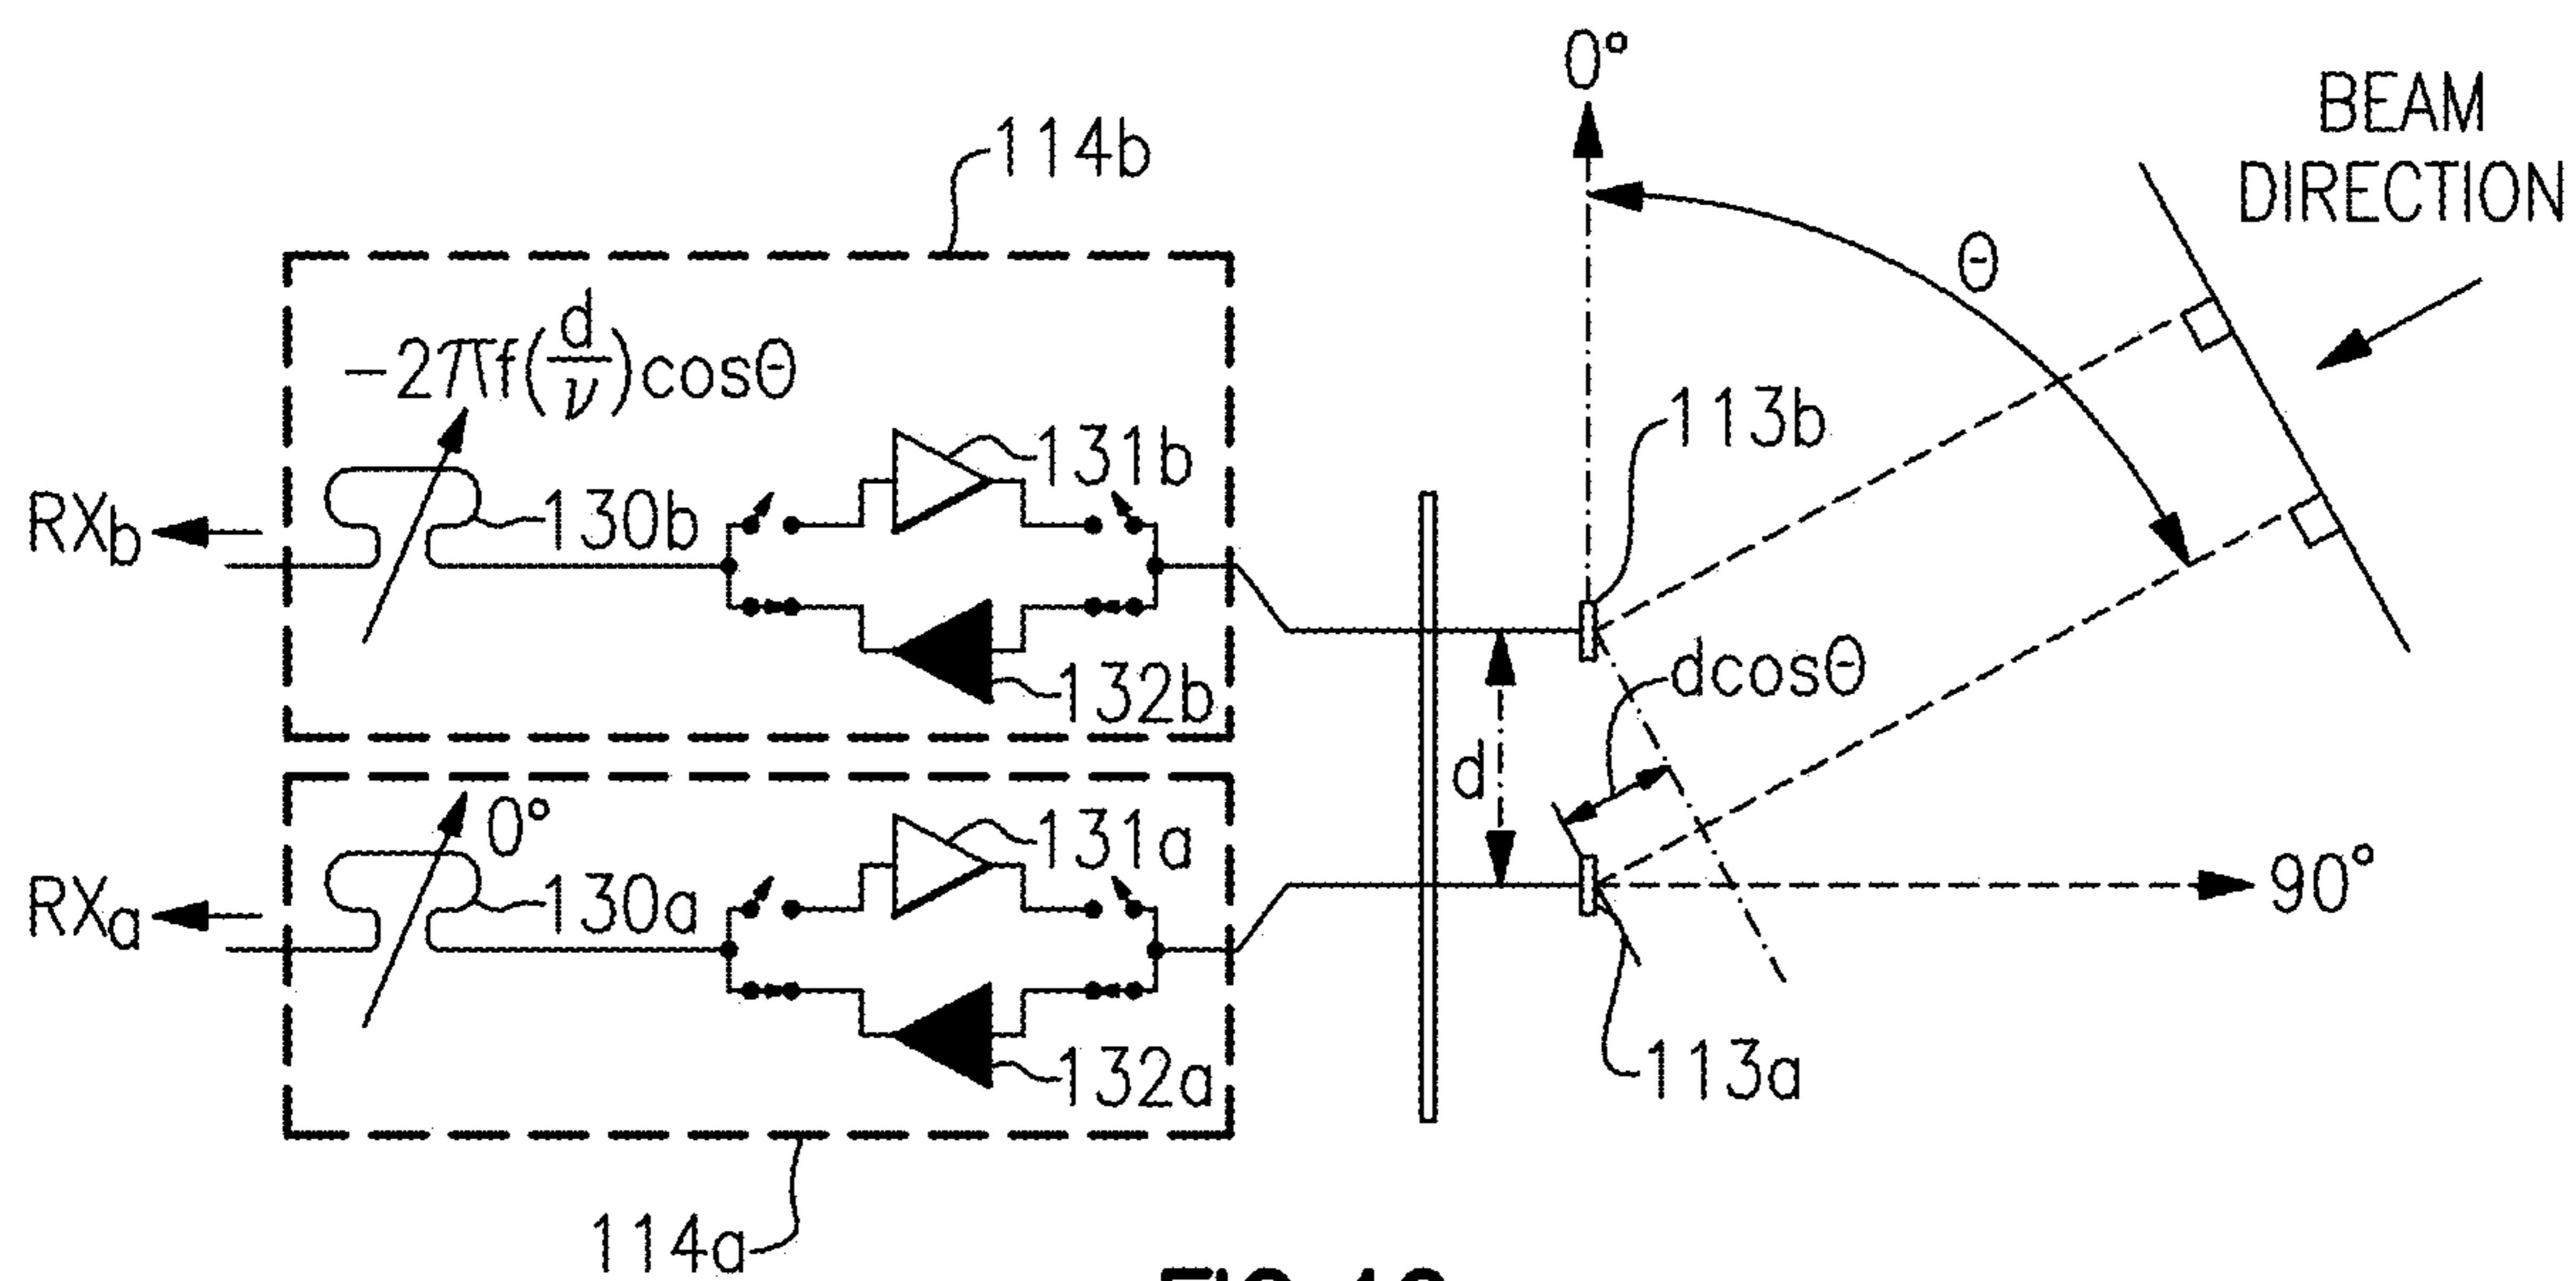 0°
BEAM
DIRECTION
114b
θ
-2πf(d/ν)cosθ
113b
131b
RXb
130b
dcosθ
132b
d
0°
131a
RXa
130a
90°
132a
113a
114a